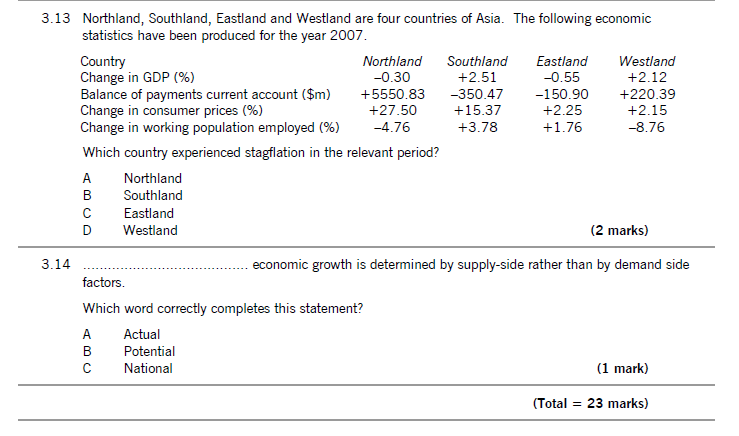 3.13 Northland, Southland, Eastland and Westland are four countries of Asia. The following economic
statistics have been produced for the year 2007.
Country Northland Southland Eastland Westland
Change in GDP (%) –0.30 +2.51 –0.55 +2.12
Balance of payments current account ($m) +5550.83 –350.47 –150.90 +220.39
Change in consumer prices (%) +27.50 +15.37 +2.25 +2.15
Change in working population employed (%) –4.76 +3.78 +1.76 –8.76
Which country experienced stagflation in the relevant period?
A Northland
B Southland
C Eastland
D Westland (2 marks)
3.14 ...................................... economic growth is determined by supply-side rather than by demand side
factors.
Which word correctly completes this statement?
A Actual
B Potential
C National (1 mark)
(Total = 23 marks)